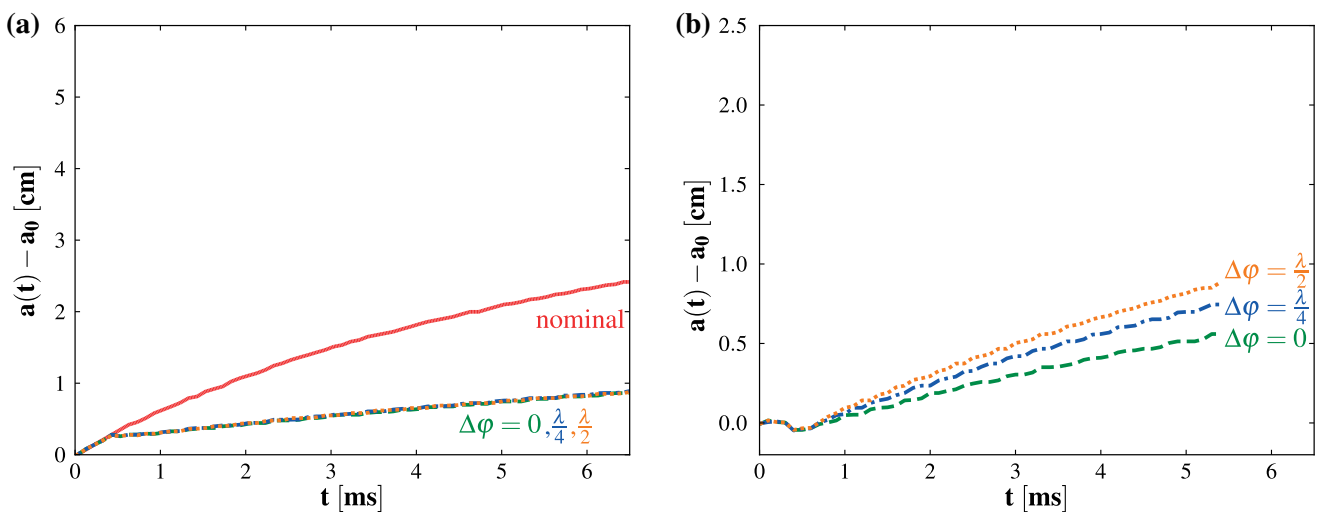 (a)
6
5
4
3
2
1
0
a(t) − a₀ [cm]
nominal
Δφ = 0, λ/4, λ/2
0 1 2 3 4 5 6
t [ms]
(b)
2.5
2.0
1.5
1.0
0.5
0.0
a(t) − a₀ [cm]
Δφ = λ/2
Δφ = λ/4
Δφ = 0
0 1 2 3 4 5 6
t [ms]